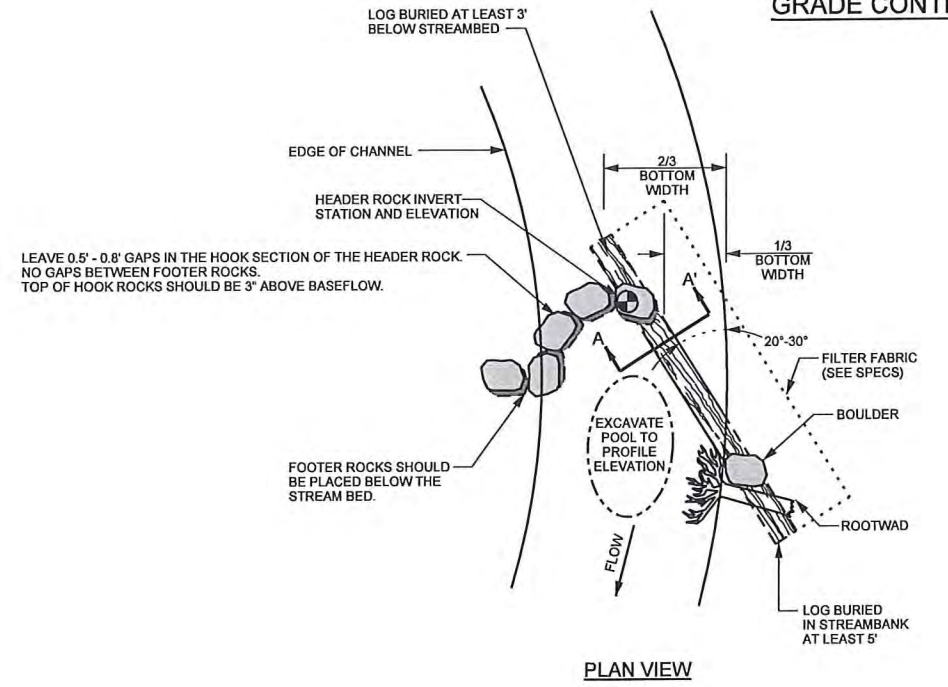 GRADE CONT
LOG BURIED AT LEAST 3'
BELOW STREAMBED
EDGE OF CHANNEL
2/3
BOTTOM
WIDTH
HEADER ROCK INVERT
STATION AND ELEVATION
1/3
BOTTOM
WIDTH
LEAVE 0.5' - 0.8' GAPS IN THE HOOK SECTION OF THE HEADER ROCK.
NO GAPS BETWEEN FOOTER ROCKS.
TOP OF HOOK ROCKS SHOULD BE 3" ABOVE BASEFLOW.
A'
A
20°-30°
FILTER FABRIC
(SEE SPECS)
BOULDER
EXCAVATE
POOL TO
PROFILE
ELEVATION
FOOTER ROCKS SHOULD
BE PLACED BELOW THE
STREAM BED.
ROOTWAD
FLOW
LOG BURIED
IN STREAMBANK
AT LEAST 5'
PLAN VIEW